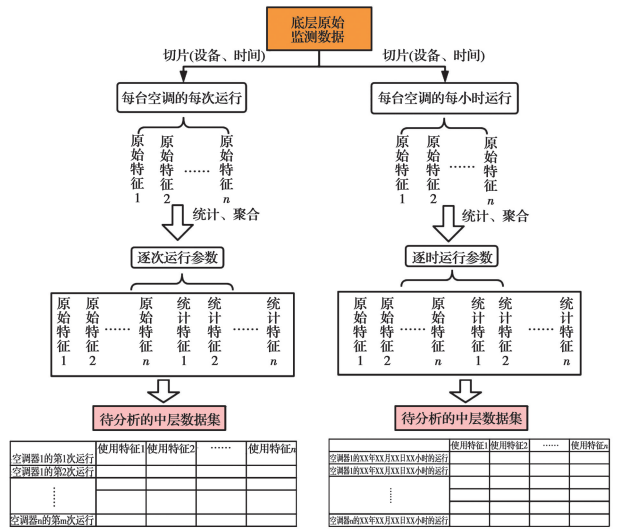 底层原始
监测数据
切片(设备、时间)
切片(设备、时间)
每台空调的每次运行
每台空调的每小时运行
原始特征1
原始特征2
……
原始特征n
原始特征1
原始特征2
……
原始特征n
统计、聚合
统计、聚合
逐次运行参数
逐时运行参数
原始特征1
原始特征2
……
原始特征n
统计特征1
统计特征2
……
统计特征n
原始特征1
原始特征2
……
原始特征n
统计特征1
统计特征2
……
统计特征n
待分析的中层数据集
待分析的中层数据集
使用特征1 使用特征2 …… 使用特征n
空调器1的第1次运行
空调器1的第2次运行
……
空调器n的第m次运行
使用特征1 使用特征2 …… 使用特征n
空调器1的XX年XX月XX日XX小时的运行
空调器1的XX年XX月XX日XX小时的运行
……
空调器n的XX年XX月XX日XX小时的运行